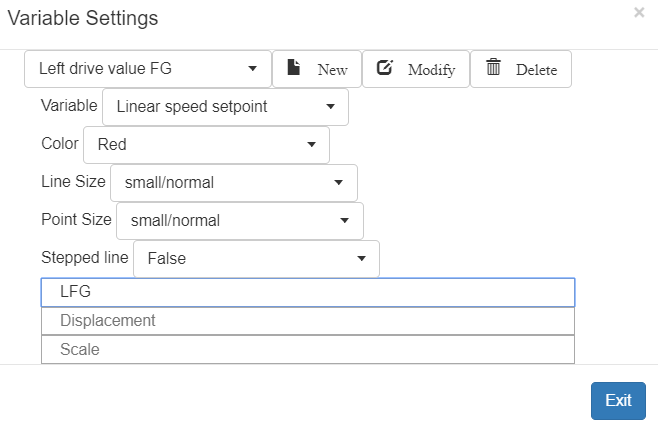 Variable Settings ×
Left drive value FG New Modify Delete
Variable Linear speed setpoint
Color Red
Line Size small/normal
Point Size small/normal
Stepped line False
LFG
Displacement
Scale
Exit